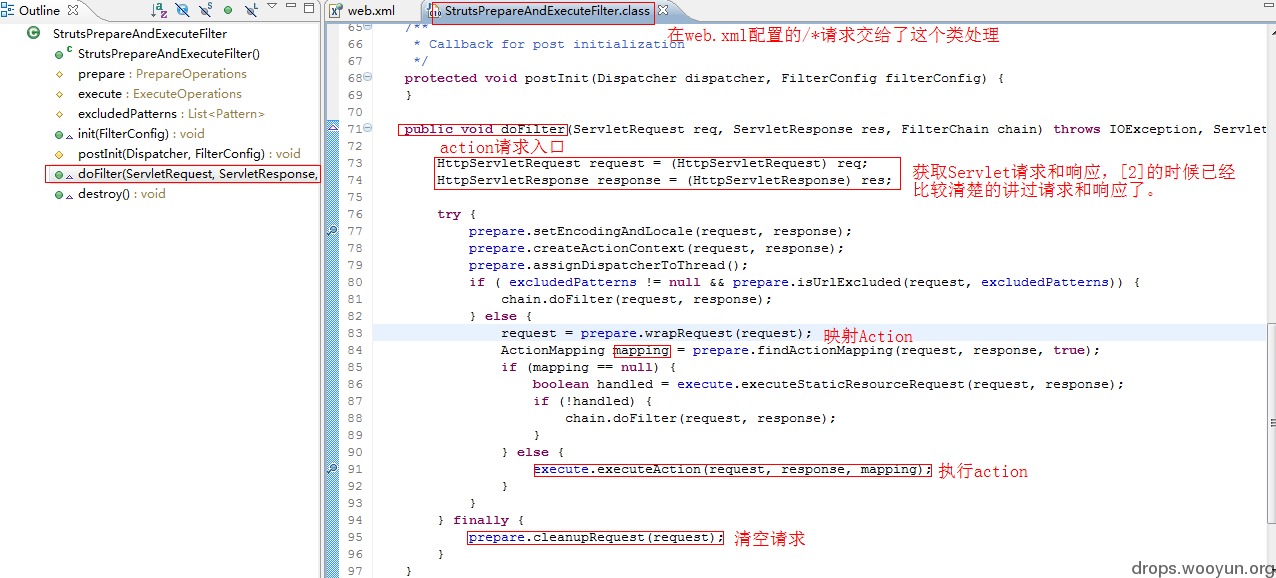 Outline
web.xml
StrutsPrepareAndExecuteFilter.class
StrutsPrepareAndExecuteFilter
StrutsPrepareAndExecuteFilter()
prepare : PrepareOperations
execute : ExecuteOperations
excludedPatterns : List<Pattern>
init(FilterConfig) : void
postInit(Dispatcher, FilterConfig) : void
doFilter(ServletRequest, ServletResponse,
destroy() : void
65 /**
在web.xml配置的/*请求交给了这个类处理
66 * Callback for post initialization
67 */
68 protected void postInit(Dispatcher dispatcher, FilterConfig filterConfig) {
69 }
70
71 public void doFilter(ServletRequest req, ServletResponse res, FilterChain chain) throws IOException, Servlet
72 action请求入口
73 HttpServletRequest request = (HttpServletRequest) req;
74 HttpServletResponse response = (HttpServletResponse) res;
获取Servlet请求和响应，[2]的时候已经
比较清楚的讲过请求和响应了。
75
76 try {
77 prepare.setEncodingAndLocale(request, response);
78 prepare.createActionContext(request, response);
79 prepare.assignDispatcherToThread();
80 if ( excludedPatterns != null && prepare.isUrlExcluded(request, excludedPatterns)) {
81 chain.doFilter(request, response);
82 } else {
83 request = prepare.wrapRequest(request); 映射Action
84 ActionMapping mapping = prepare.findActionMapping(request, response, true);
85 if (mapping == null) {
86 boolean handled = execute.executeStaticResourceRequest(request, response);
87 if (!handled) {
88 chain.doFilter(request, response);
89 }
90 } else {
91 execute.executeAction(request, response, mapping); 执行action
92 }
93 }
94 } finally {
95 prepare.cleanupRequest(request); 清空请求
96 }
97 }
drops.wooyun.org